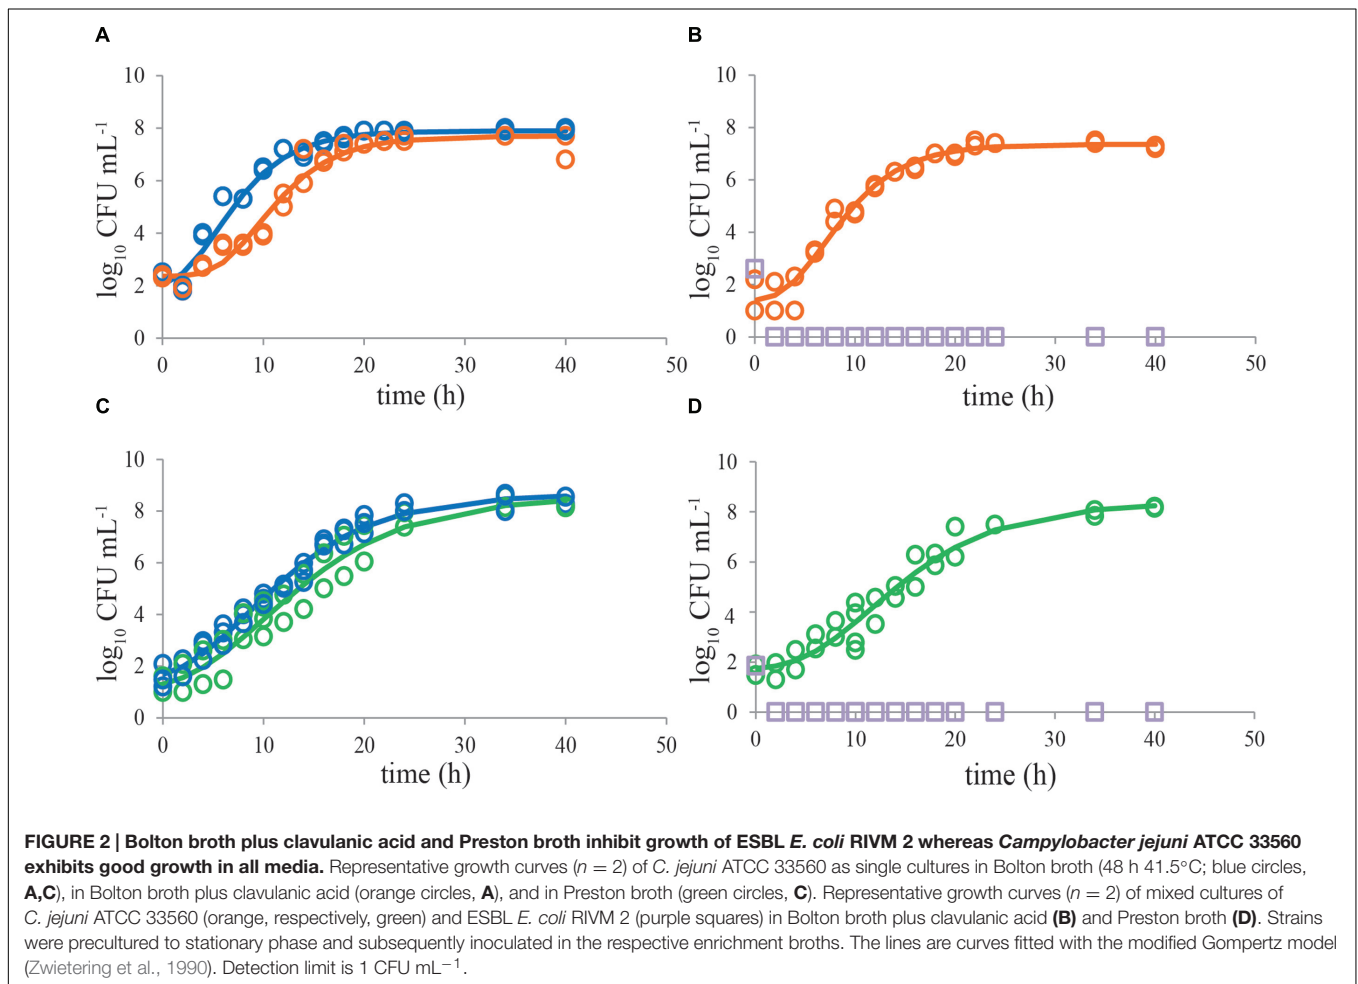 A
B
10
8
6
4
2
0
log10 CFU mL-1
0
10
20
30
40
50
time (h)
10
8
6
4
2
0
log10 CFU mL-1
0
10
20
30
40
50
time (h)
C
D
10
8
6
4
2
0
log10 CFU mL-1
0
10
20
30
40
50
time (h)
10
8
6
4
2
0
log10 CFU mL-1
0
10
20
30
40
50
time (h)
FIGURE 2 | Bolton broth plus clavulanic acid and Preston broth inhibit growth of ESBL E. coli RIVM 2 whereas Campylobacter jejuni ATCC 33560
exhibits good growth in all media. Representative growth curves (n = 2) of C. jejuni ATCC 33560 as single cultures in Bolton broth (48 h 41.5°C; blue circles,
A,C), in Bolton broth plus clavulanic acid (orange circles, A), and in Preston broth (green circles, C). Representative growth curves (n = 2) of mixed cultures of
C. jejuni ATCC 33560 (orange, respectively, green) and ESBL E. coli RIVM 2 (purple squares) in Bolton broth plus clavulanic acid (B) and Preston broth (D). Strains
were precultured to stationary phase and subsequently inoculated in the respective enrichment broths. The lines are curves fitted with the modified Gompertz model
(Zwietering et al., 1990). Detection limit is 1 CFU mL−1.